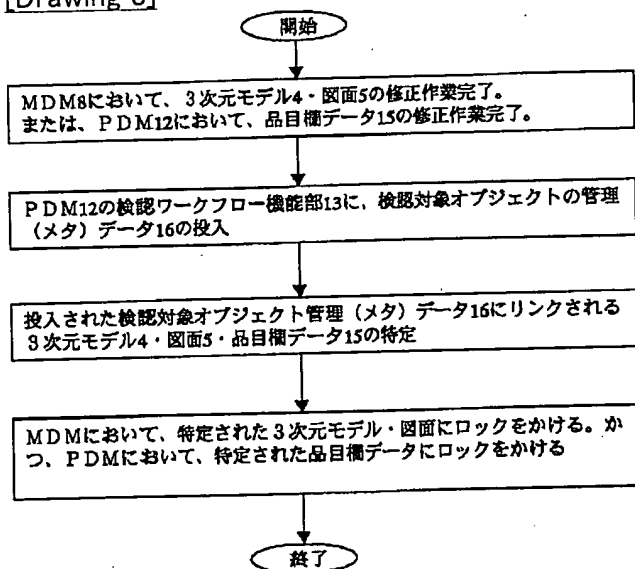 [Drawing 6]
開始
MDM8において、3次元モデル4・図面5の修正作業完了。
または、PDM12において、品目欄データ15の修正作業完了。
PDM12の検認ワークフロー機能部13に、検認対象オブジェクトの管理
（メタ）データ16の投入
投入された検認対象オブジェクト管理（メタ）データ16にリンクされる
3次元モデル4・図面5・品目欄データ15の特定
MDMにおいて、特定された3次元モデル・図面にロックをかける。か
つ、PDMにおいて、特定された品目欄データにロックをかける
終了